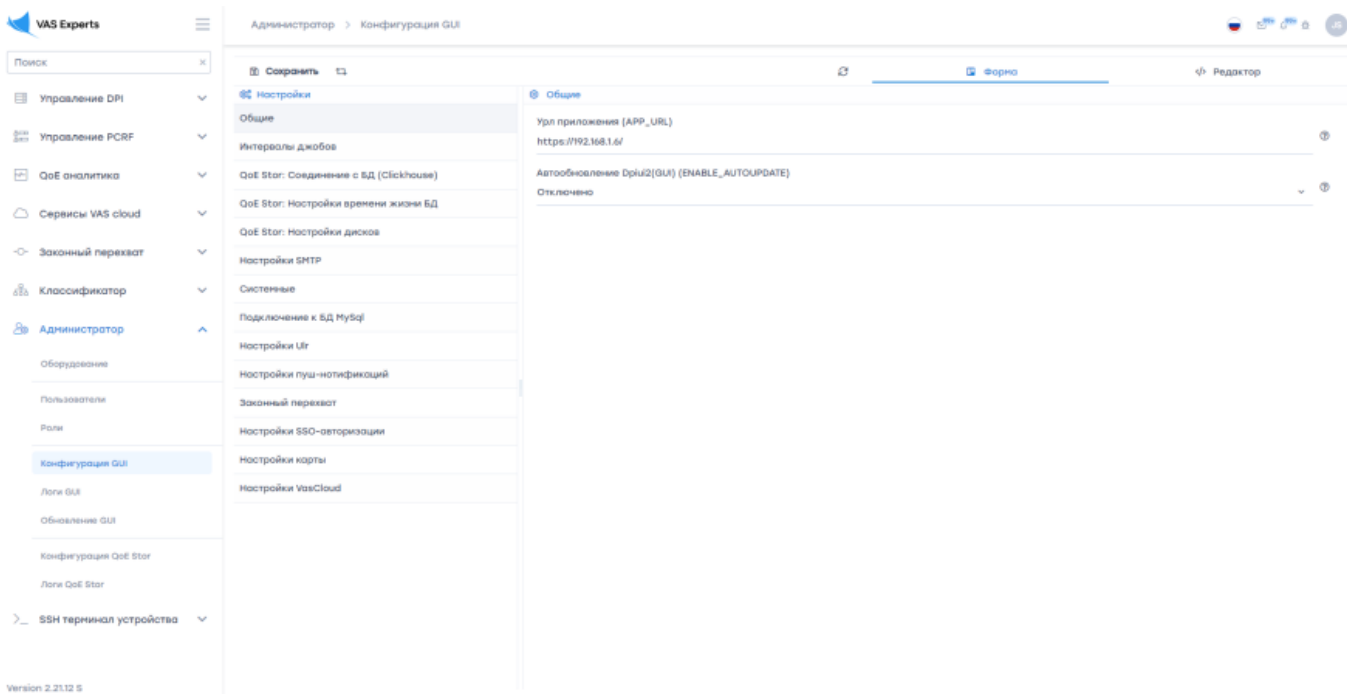 VAS Experts
Администратор > Конфигурация GUI
JS
Поиск
Управление DPI
Управление PCRF
QoE аналитика
Сервисы VAS cloud
Законный перехват
Классификатор
Администратор
Оборудование
Пользователи
Роли
Конфигурация GUI
Логи GUI
Обновление GUI
Конфигурация QoE Stor
Логи QoE Stor
SSH терминал устройства
Version 2.21.12 S
Сохранить
Форма
Редактор
Настройки
Общие
Интервалы джобов
QoE Stor: Соединение с БД (Clickhouse)
QoE Stor: Настройки времени жизни БД
QoE Stor: Настройки дисков
Настройки SMTP
Системные
Подключение к БД MySql
Настройки Ulr
Настройки пуш-нотификаций
Законный перехват
Настройки SSO-авторизации
Настройки карты
Настройки VasCloud
Общие
Урл приложения (APP_URL)
https://192.168.1.6/
Автообновление Dpiui2(GUI) (ENABLE_AUTOUPDATE)
Отключено